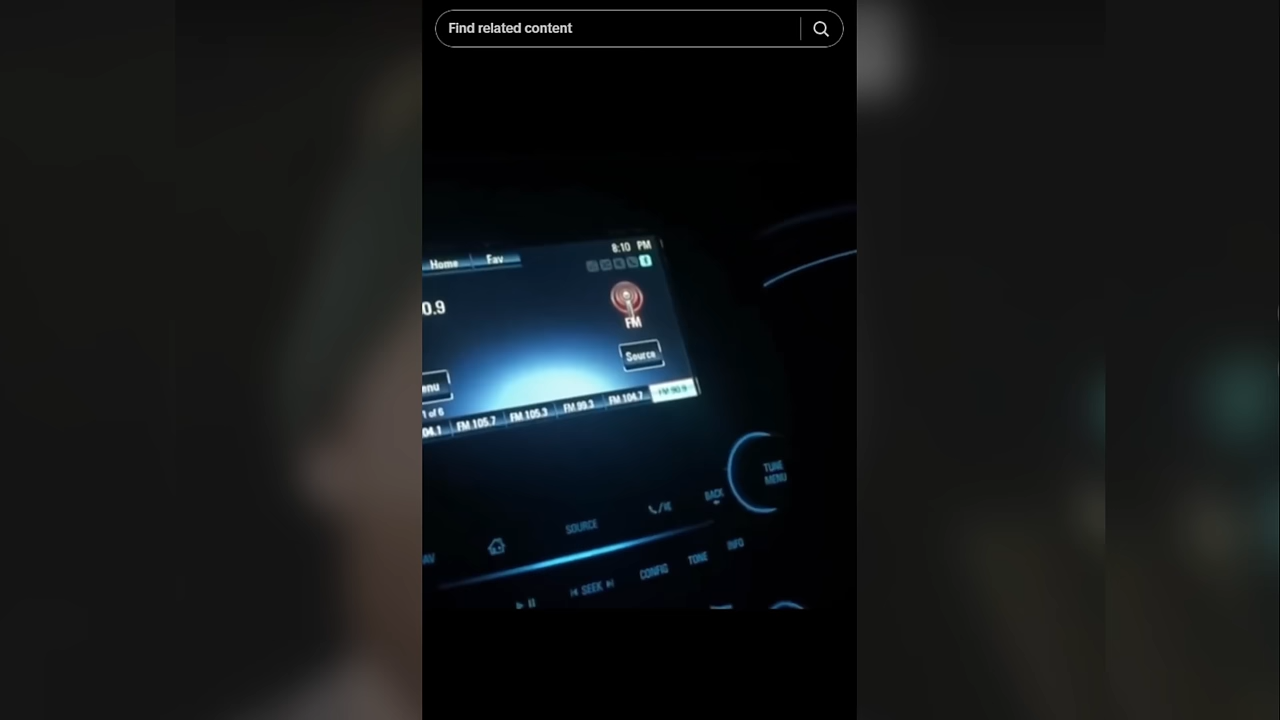 Find related content
8:10 PM
Home Fav
0.9
FM
Source
enu
1 of 6
04.1 FM 105.7 FM 105.3 FM 99.3 FM 104.7 FM 90.9
TUNE
MENU
BACK
SOURCE
AV
INFO
TONE
CONFIG
SEEK